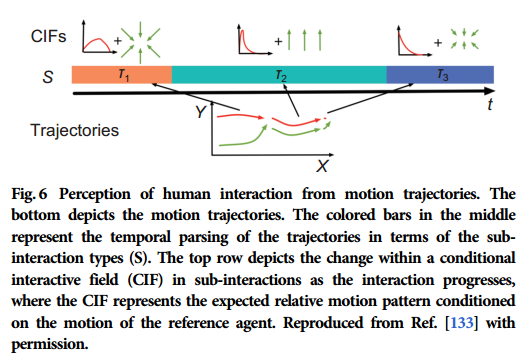 CIFs + + +
S T1 T2 T3
t
Trajectories Y
X
Fig. 6 Perception of human interaction from motion trajectories. The
bottom depicts the motion trajectories. The colored bars in the middle
represent the temporal parsing of the trajectories in terms of the sub-
interaction types (S). The top row depicts the change within a conditional
interactive field (CIF) in sub-interactions as the interaction progresses,
where the CIF represents the expected relative motion pattern conditioned
on the motion of the reference agent. Reproduced from Ref. [133] with
permission.